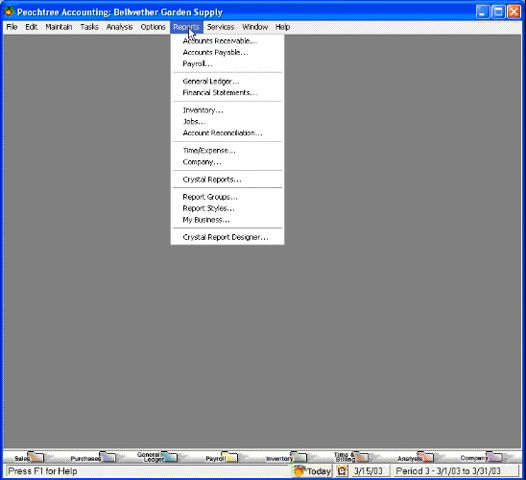 Peachtree Accounting: Bellwether Garden Supply
File Edit Maintain Tasks Analysis Options Reports Services Window Help
Accounts Receivable...
Accounts Payable...
Payroll...
General Ledger...
Financial Statements...
Inventory...
Jobs...
Account Reconciliation...
Time/Expense...
Company...
Crystal Reports...
Report Groups...
Report Styles...
My Business...
Crystal Report Designer...
Sales Purchases General Ledger Payroll Inventory Time & Billing Analysis Company
Press F1 for Help Today 3/15/03 Period 3 - 3/1/03 to 3/31/03